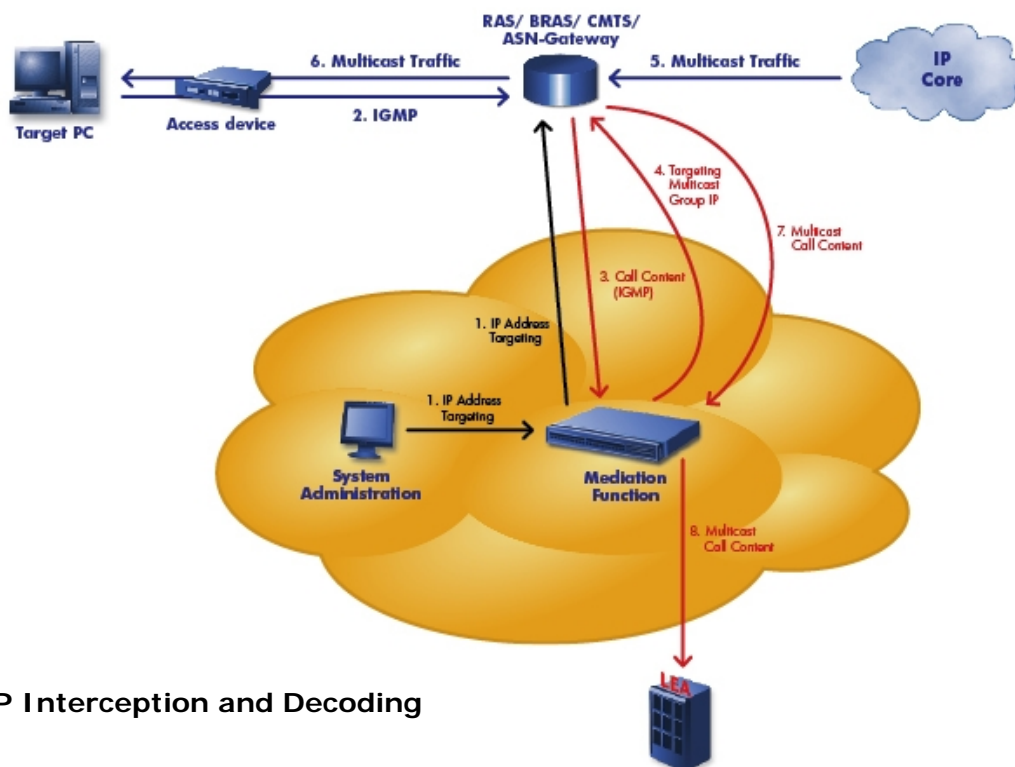 RAS/ BRAS/ CMTS/
ASN-Gateway
6. Multicast Traffic
5. Multicast Traffic
IP
Core
2. IGMP
Target PC
Access device
4. Targeting
Multicast
Group IP
7. Multicast
Call Content
3. Call Content
(IGMP)
1. IP Address
Targeting
1. IP Address
Targeting
System
Administration
Mediation
Function
8. Multicast
Call Content
LEA
P Interception and Decoding